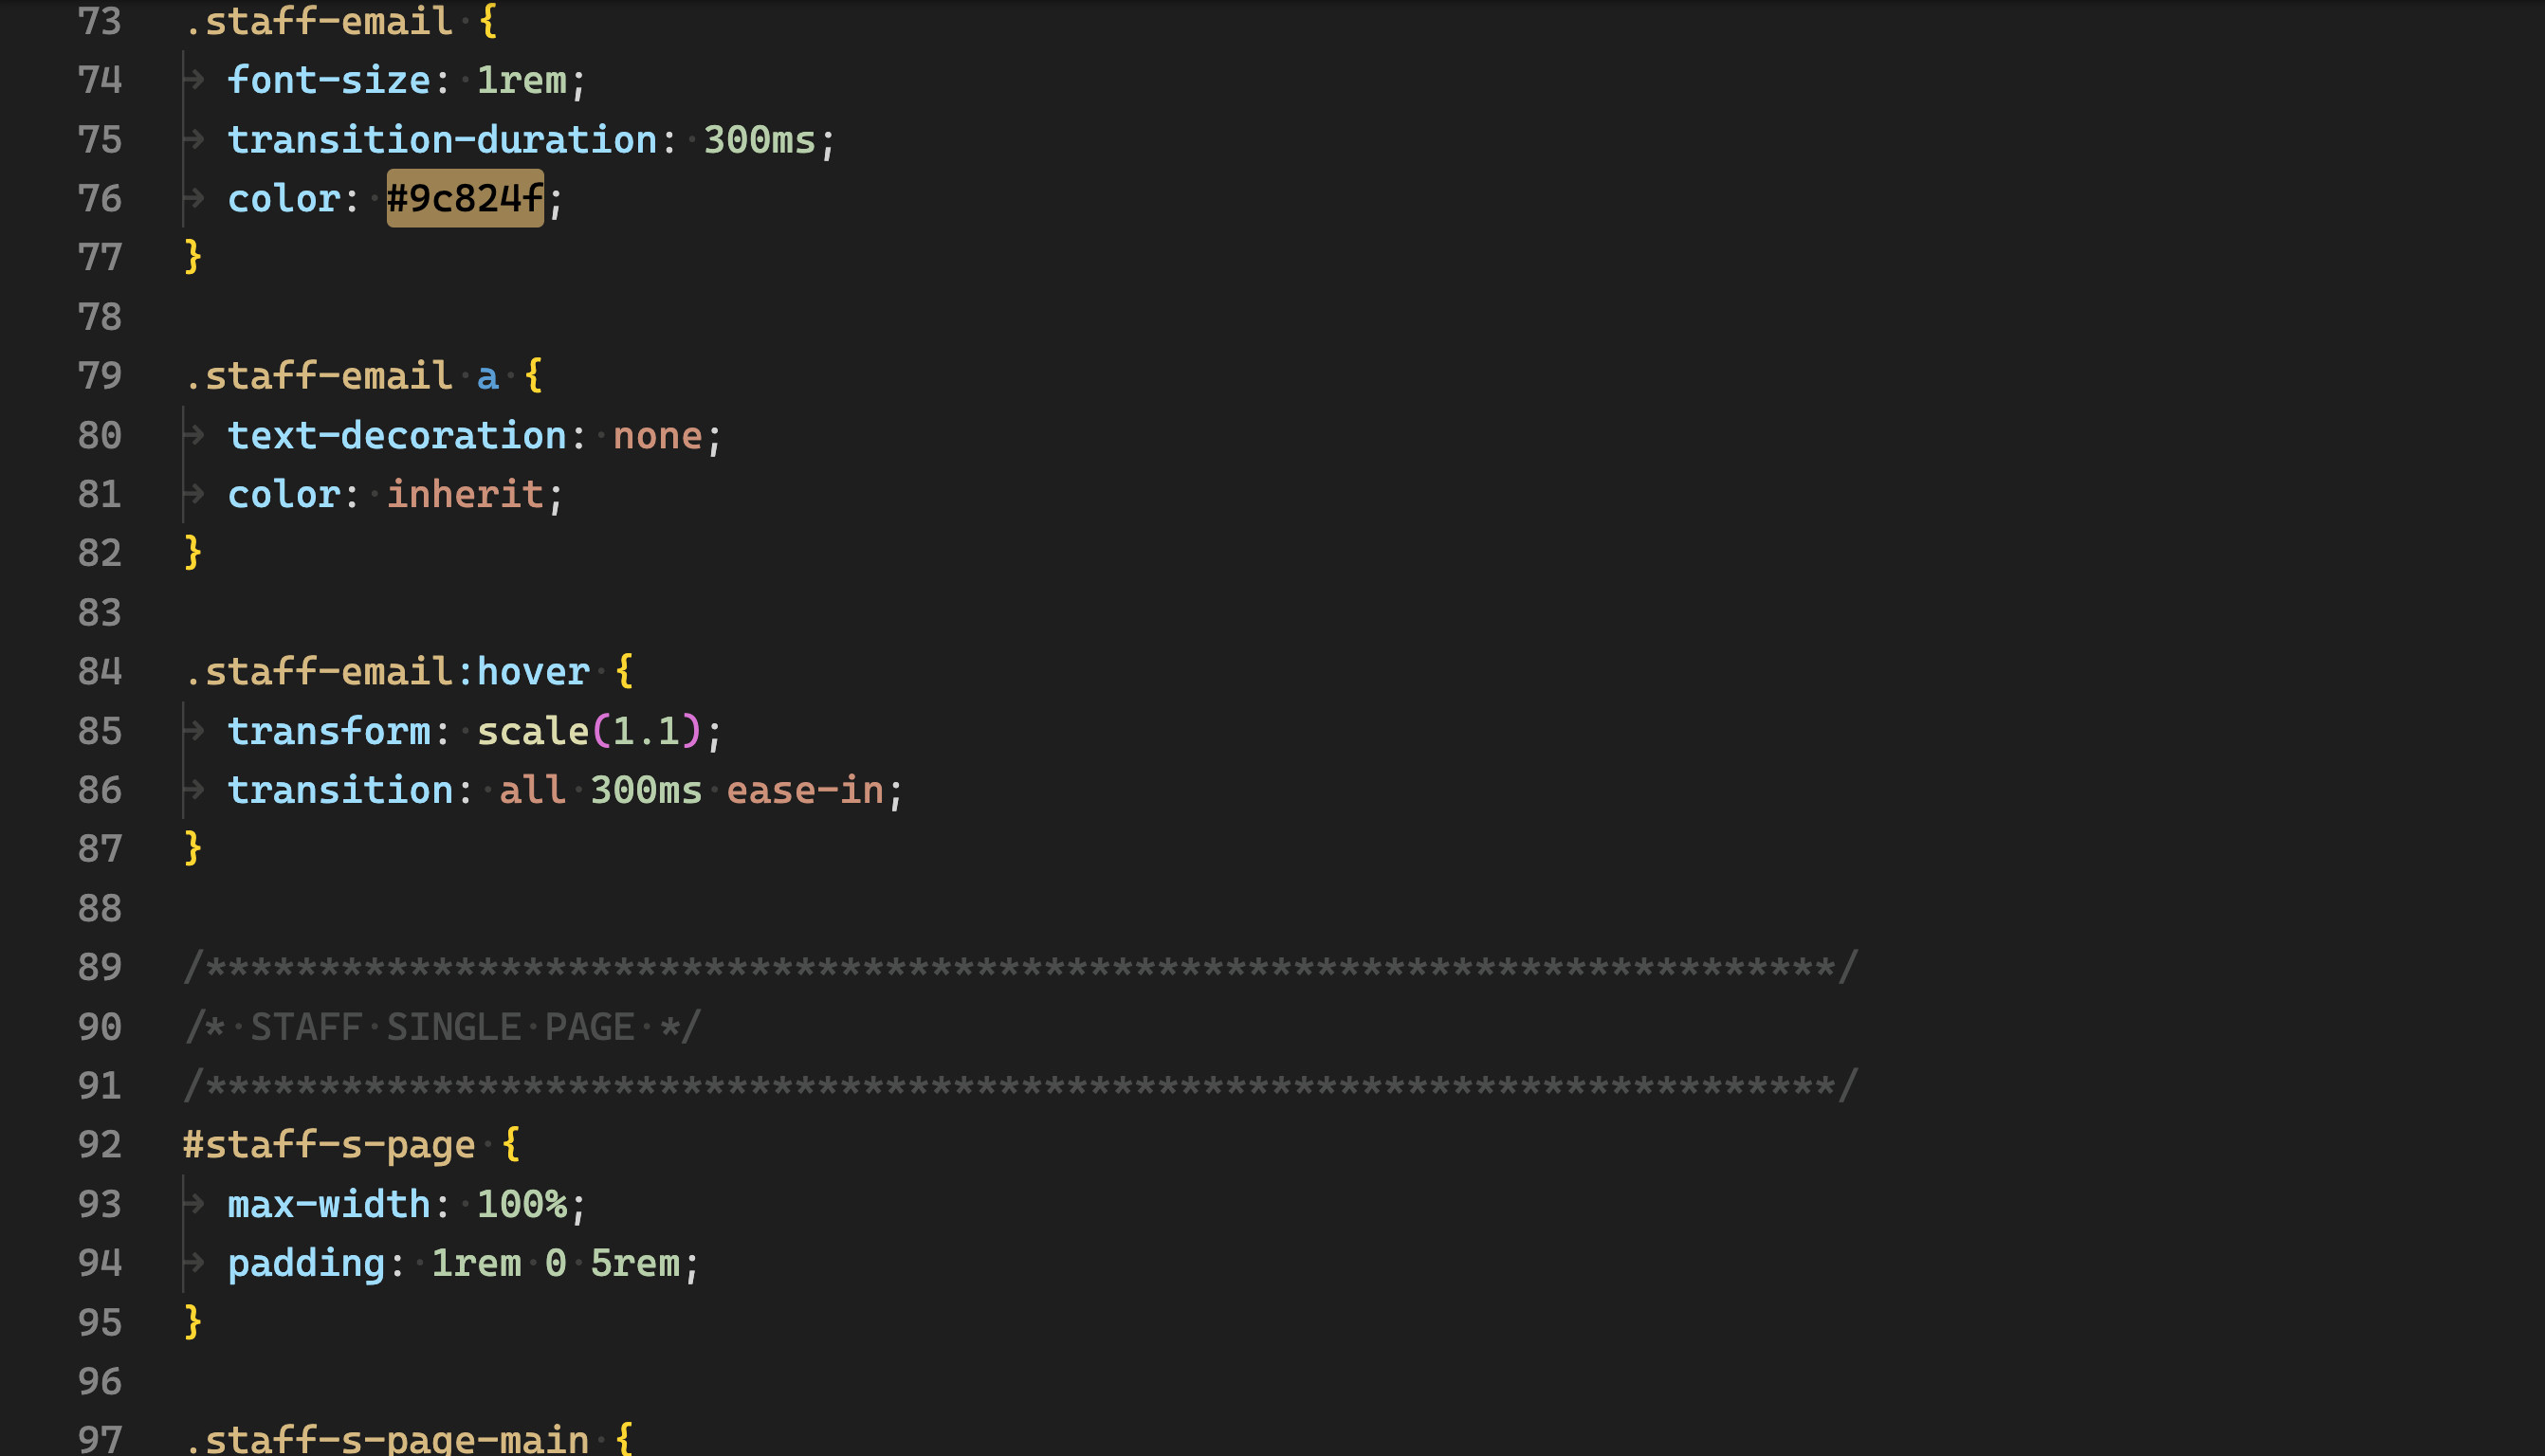 73 .staff-email {
74 font-size: 1rem;
75 transition-duration: 300ms;
76 color: #9c824f;
77 }
78
79 .staff-email a {
80 text-decoration: none;
81 color: inherit;
82 }
83
84 .staff-email:hover {
85 transform: scale(1.1);
86 transition: all 300ms ease-in;
87 }
88
89 /************************************************************************/
90 /* STAFF SINGLE PAGE */
91 /************************************************************************/
92 #staff-s-page {
93 max-width: 100%;
94 padding: 1rem 0 5rem;
95 }
96
97 .staff-s-page-main {